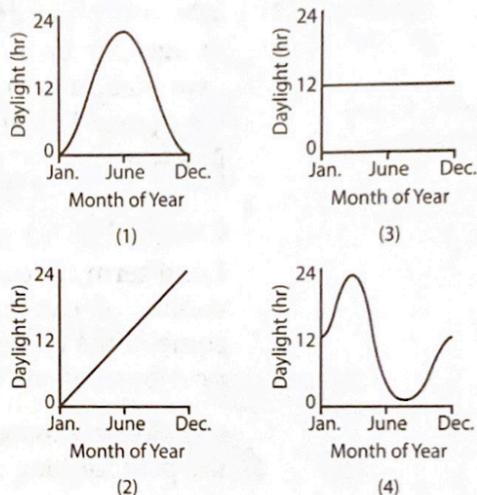 Daylight (hr)
24
12
0
Jan.
June
Dec.
Month of Year
(1)
Daylight (hr)
24
12
0
Jan.
June
Dec.
Month of Year
(3)
Daylight (hr)
24
12
0
Jan.
June
Dec.
Month of Year
(2)
Daylight (hr)
24
12
0
Jan.
June
Dec.
Month of Year
(4)